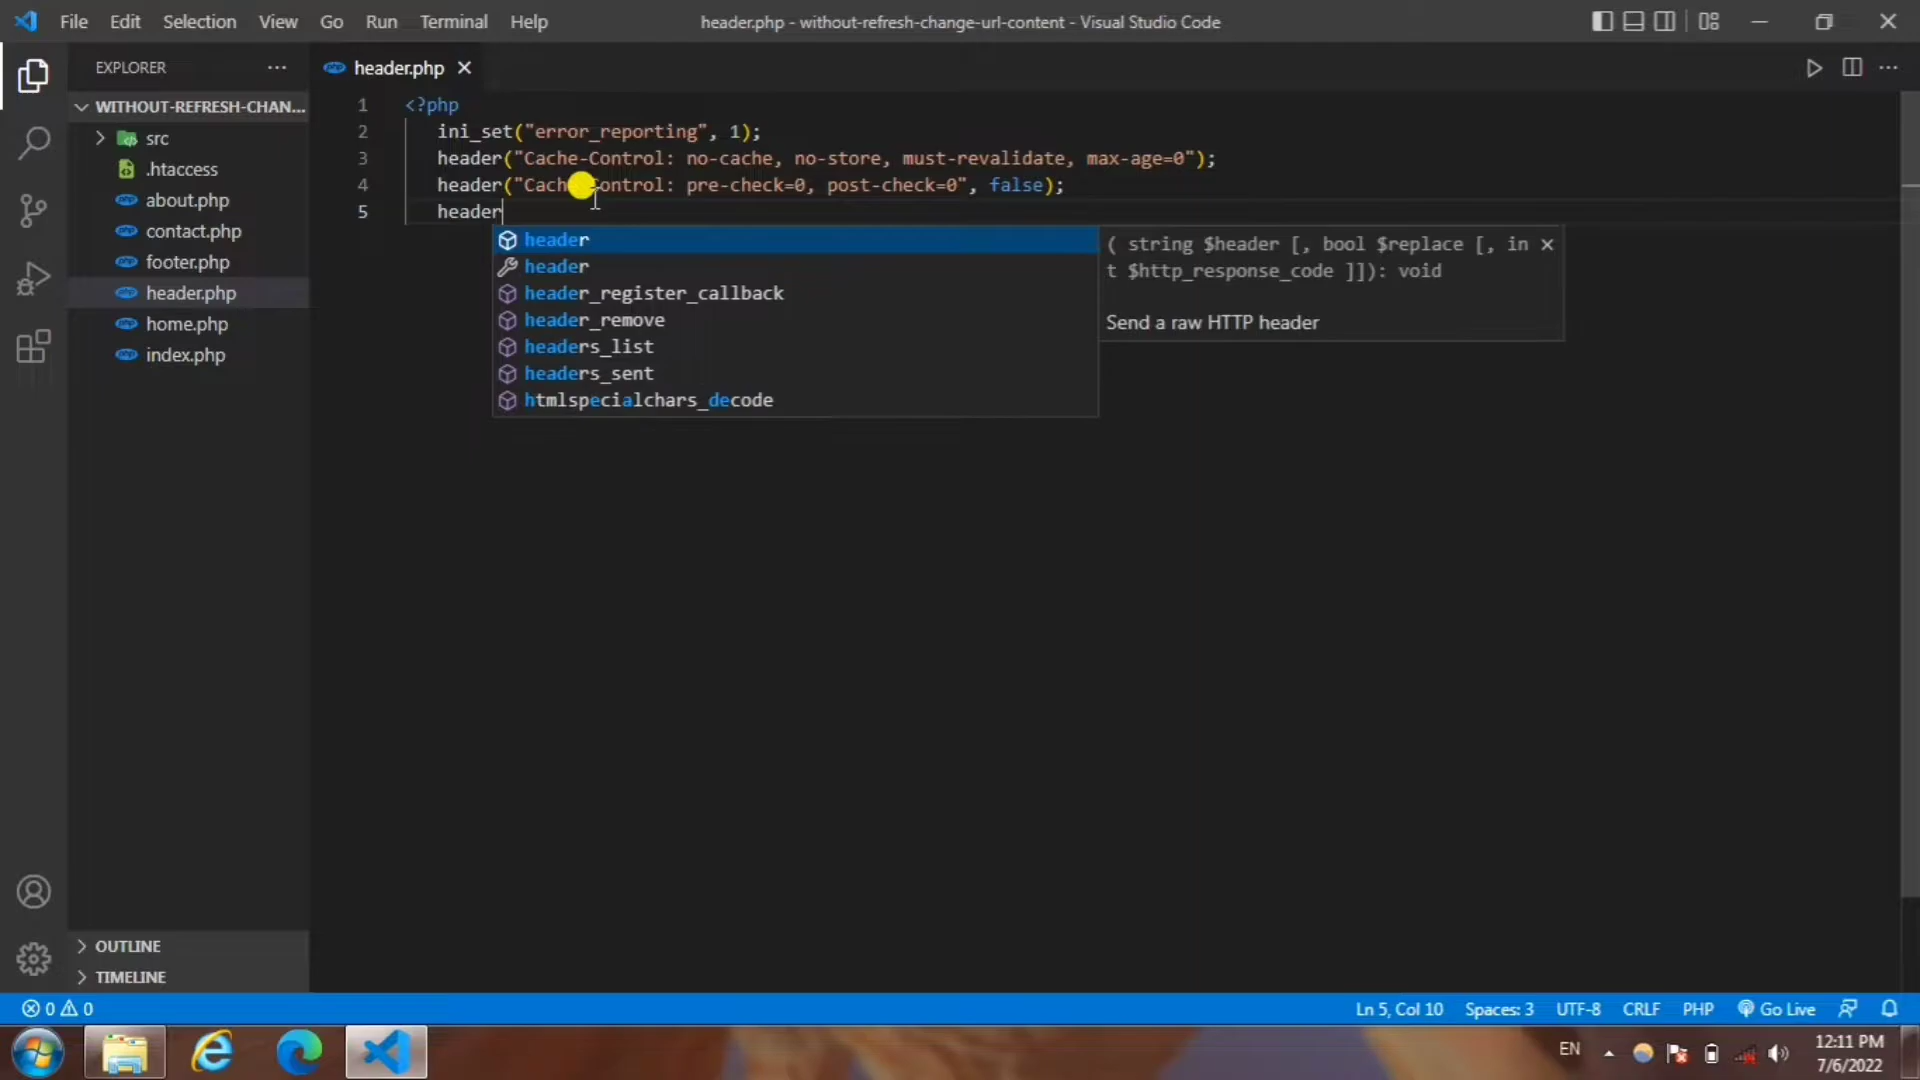 File Edit Selection View Go Run Terminal Help
header.php - without-refresh-change-url-content - Visual Studio Code
EXPLORER
WITHOUT-REFRESH-CHAN...
src
.htaccess
about.php
contact.php
footer.php
header.php
home.php
index.php
OUTLINE
TIMELINE
header.php
1 <?php
2 ini_set("error_reporting", 1);
3 header("Cache-Control: no-cache, no-store, must-revalidate, max-age=0");
4 header("Cache-Control: pre-check=0, post-check=0", false);
5 header
header
header
header_register_callback
header_remove
headers_list
headers_sent
htmlspecialchars_decode
( string $header [, bool $replace [, in
t $http_response_code ]]): void
Send a raw HTTP header
0 0
Ln 5, Col 10 Spaces: 3 UTF-8 CRLF PHP Go Live
EN
12:11 PM
7/6/2022